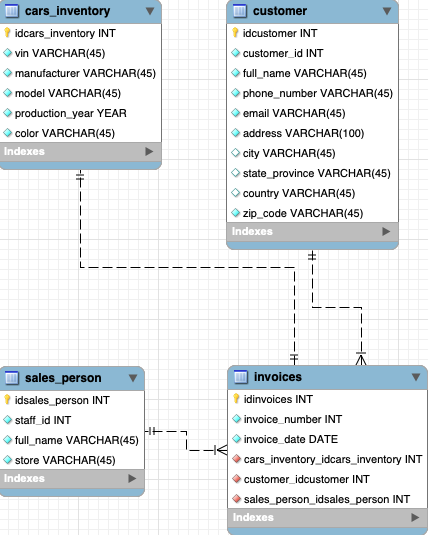 cars_inventory
idcars_inventory INT
vin VARCHAR(45)
manufacturer VARCHAR(45)
model VARCHAR(45)
production_year YEAR
color VARCHAR(45)
Indexes
customer
idcustomer INT
customer_id INT
full_name VARCHAR(45)
phone_number VARCHAR(45)
email VARCHAR(45)
address VARCHAR(100)
city VARCHAR(45)
state_province VARCHAR(45)
country VARCHAR(45)
zip_code VARCHAR(45)
Indexes
sales_person
idsales_person INT
staff_id INT
full_name VARCHAR(45)
store VARCHAR(45)
Indexes
invoices
idinvoices INT
invoice_number INT
invoice_date DATE
cars_inventory_idcars_inventory INT
customer_idcustomer INT
sales_person_idsales_person INT
Indexes